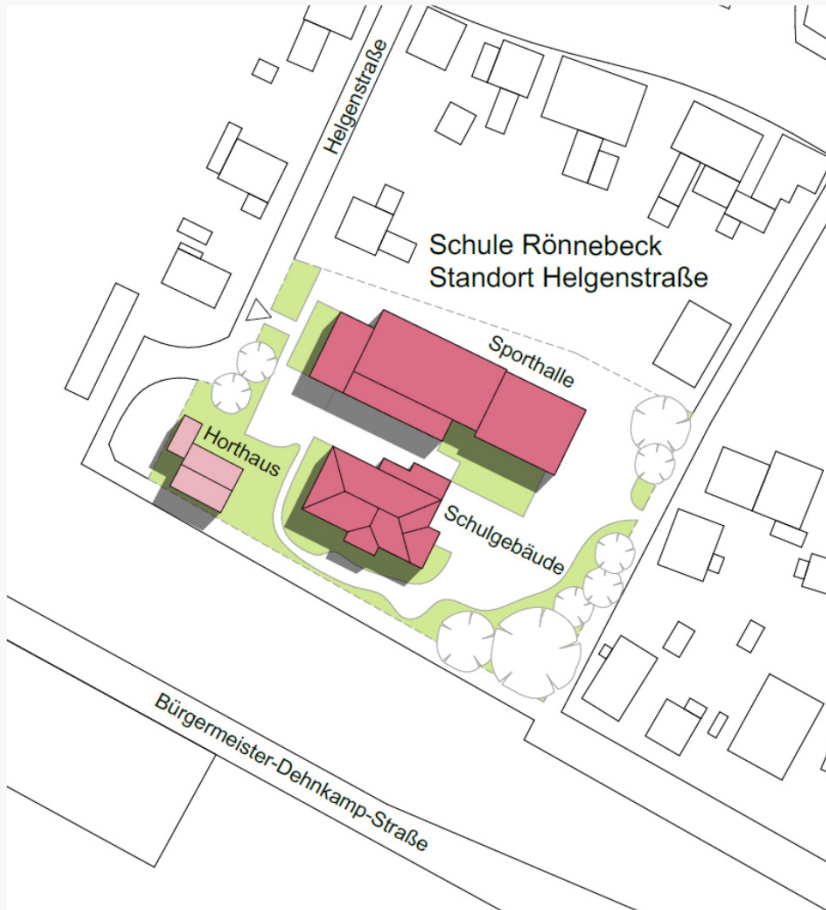 Helgenstraße
Schule Rönnebeck
Standort Helgenstraße
Sporthalle
Horthaus
Schulgebäude
Bürgermeister-Dehnkamp-Straße